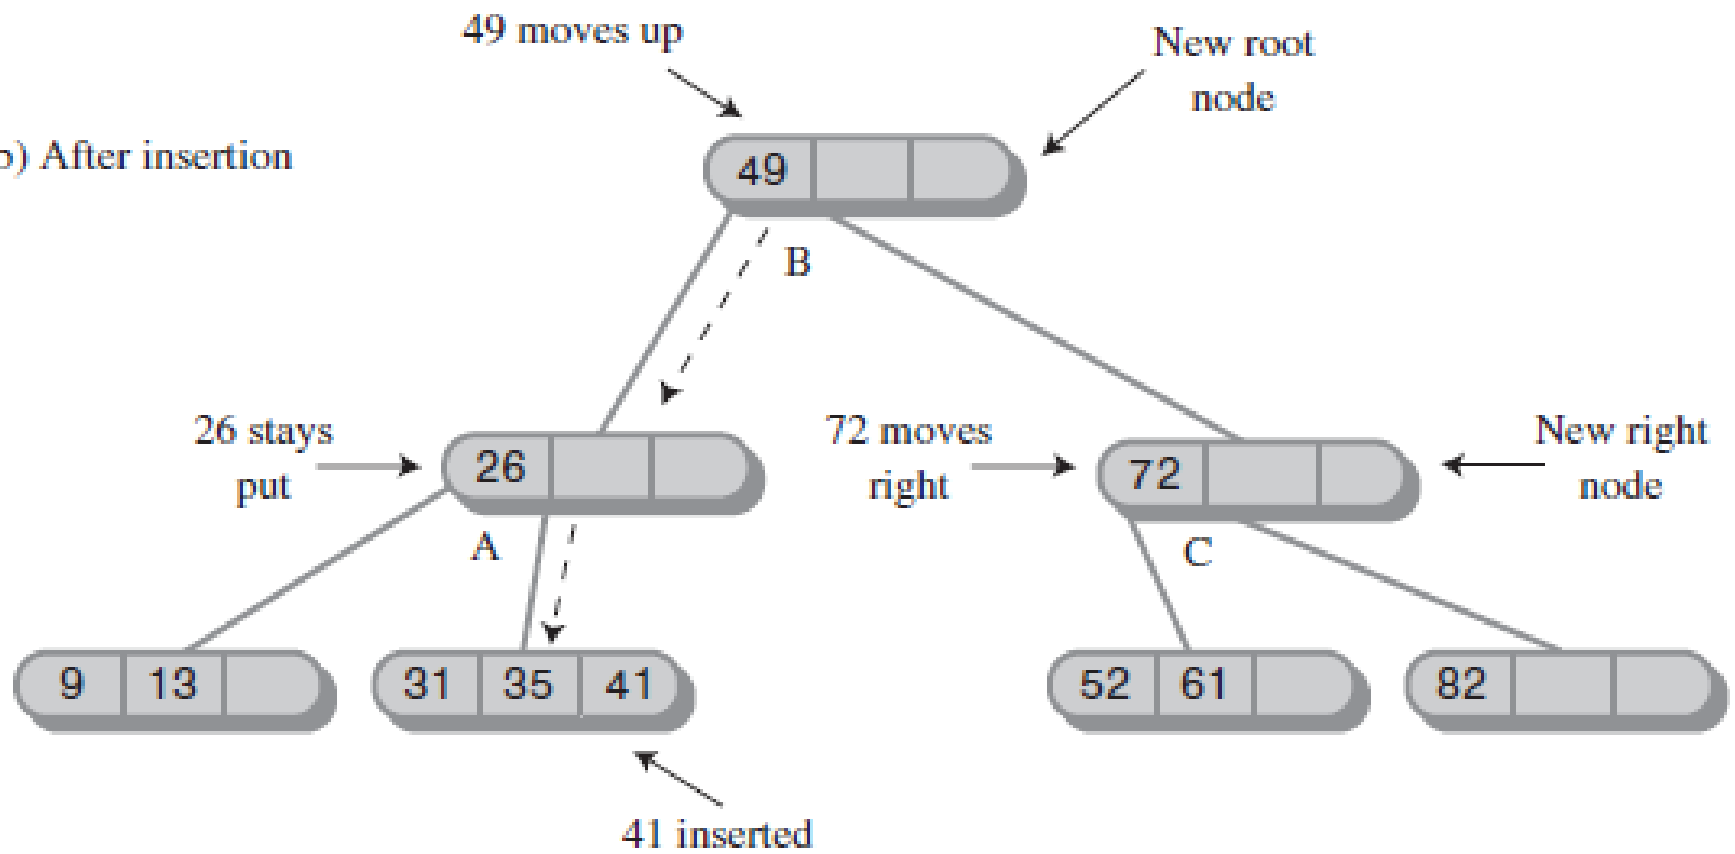 49 moves up
New root
node
b) After insertion
49
B
26 stays
put
26
A
72 moves
right
72
C
New right
node
9 13
31 35 41
52 61
82
41 inserted